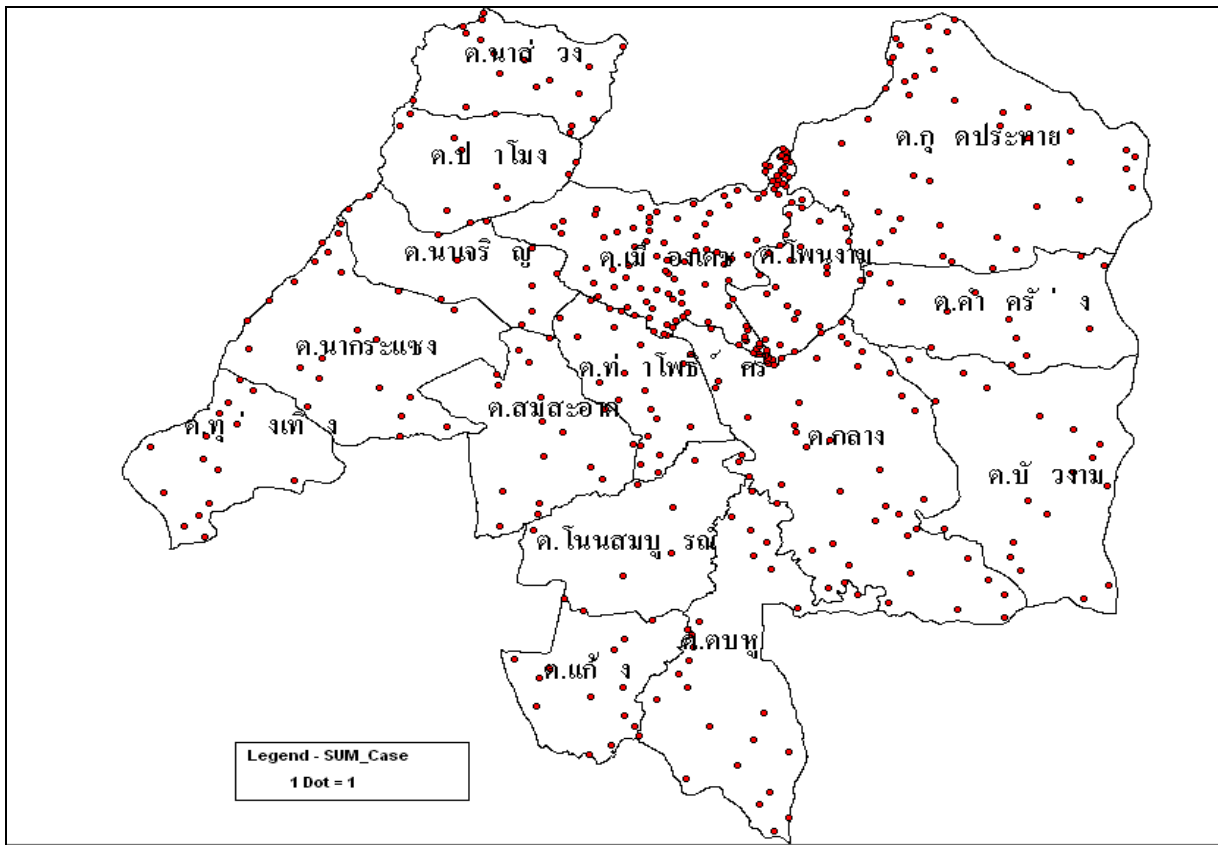 ต.นาส่วง
ต.กุดประหาย
ต.ป่าโมง
ต.นาเจริญ
ต.เมืองเดช
ต.โพนงาม
ต.คำครั่ง
ต.นากระแซง
ต.ท่าโพธิ์ศรี
ต.สมสะอาด
ต.ทุ่งเทิง
ต.กลาง
ต.บัวงาม
ต.โนนสมบูรณ์
ต.ตบหู
ต.แก้ง
Legend - SUM_Case
1 Dot = 1